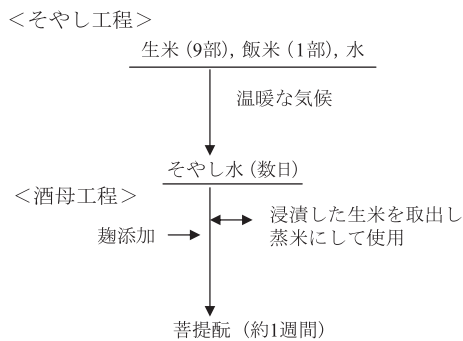 ＜そやし工程＞
生米（9部），飯米（1部），水
温暖な気候
そやし水（数日）
＜酒母工程＞
浸漬した生米を取出し
麹添加
蒸米にして使用
菩提酛（約1週間）